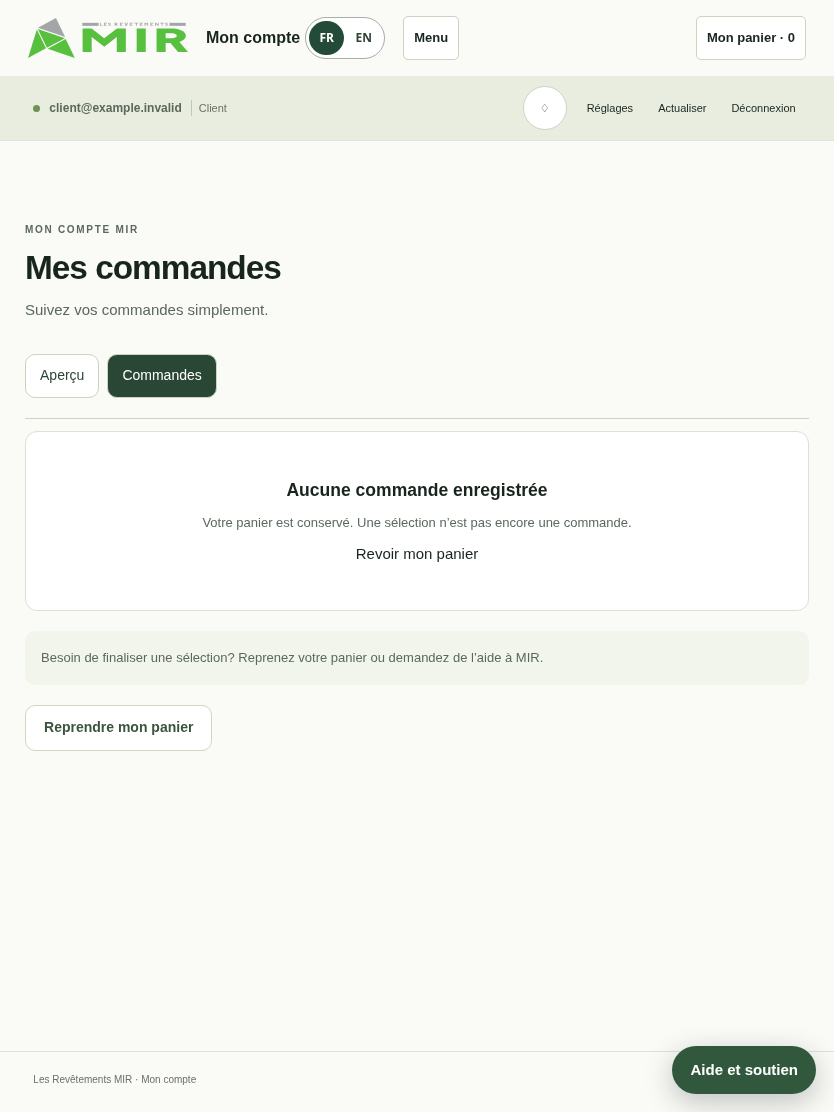 LES REVÊTEMENTS
MIR
Mon compte
FR
EN
Menu
Mon panier · 0
client@example.invalid
Client
Réglages
Actualiser
Déconnexion
MON COMPTE MIR
Mes commandes
Suivez vos commandes simplement.
Aperçu
Commandes
Aucune commande enregistrée
Votre panier est conservé. Une sélection n’est pas encore une commande.
Revoir mon panier
Besoin de finaliser une sélection? Reprenez votre panier ou demandez de l’aide à MIR.
Reprendre mon panier
Les Revêtements MIR · Mon compte
Aide et soutien